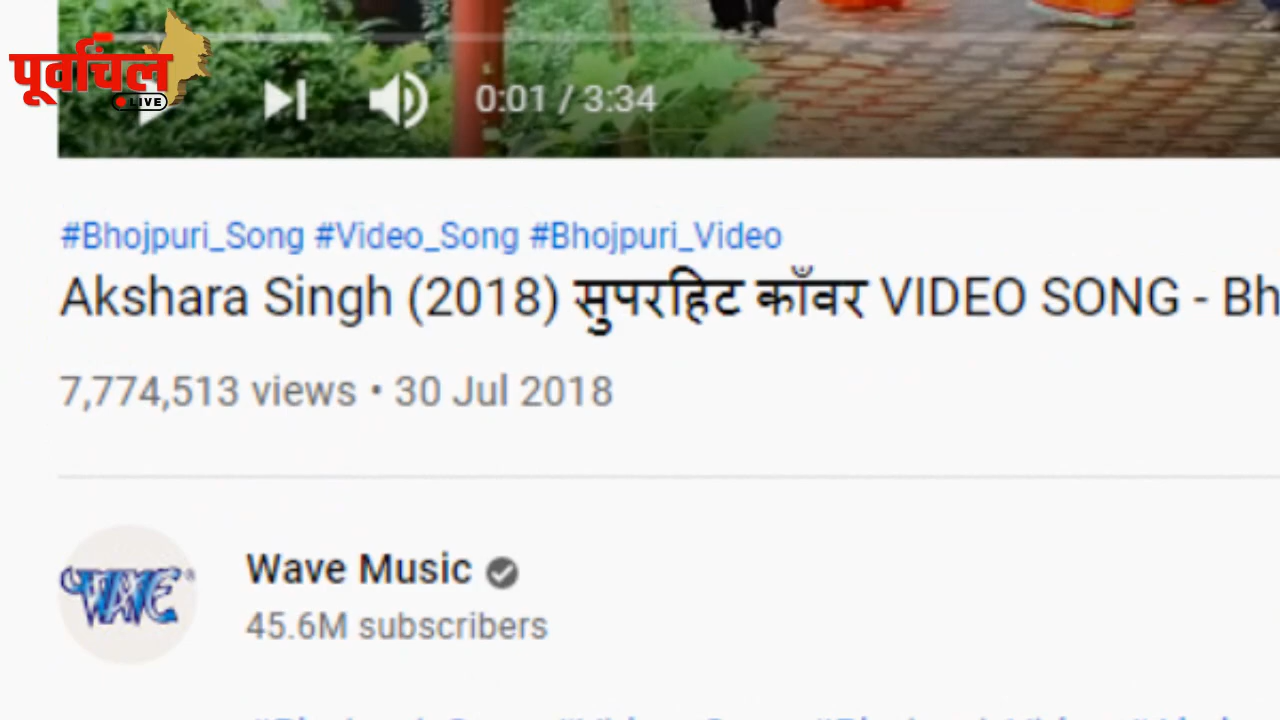 पूर्वांचल
LIVE
0:01 / 3:34
#Bhojpuri_Song #Video_Song #Bhojpuri_Video
Akshara Singh (2018) सुपरहिट काँवर VIDEO SONG - Bh
7,774,513 views • 30 Jul 2018
WAVE
Wave Music
45.6M subscribers